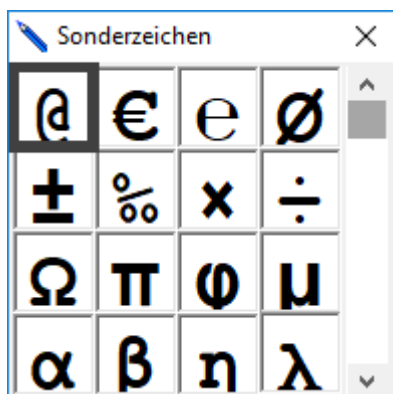 Sonderzeichen
@ € ℮ Ø
± ‰ × ÷
Ω π φ µ
α β η λ